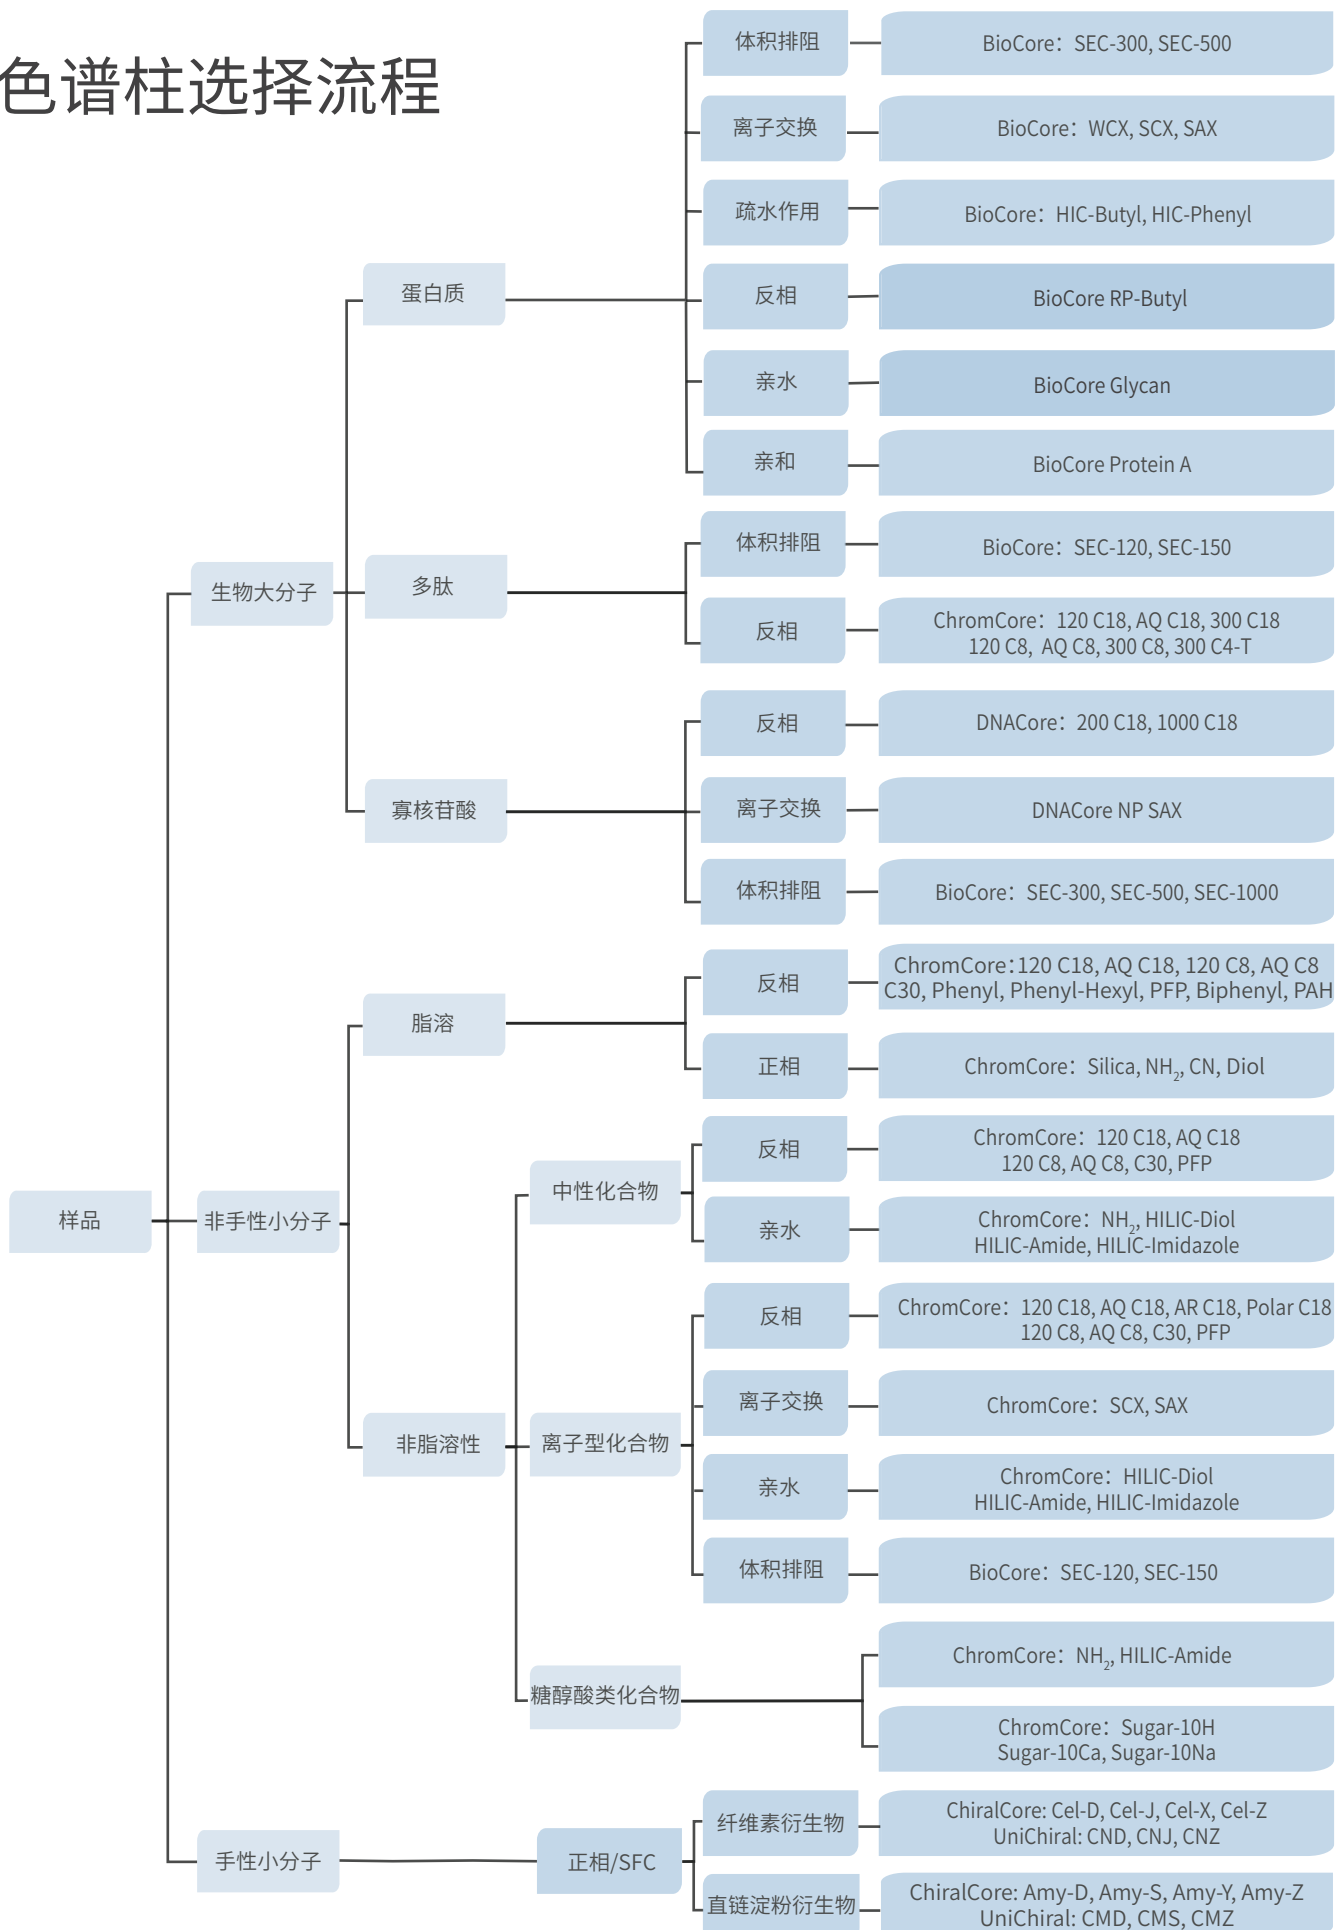 色谱柱选择流程
体积排阻
BioCore：SEC-300, SEC-500
离子交换
BioCore：WCX, SCX, SAX
疏水作用
BioCore：HIC-Butyl, HIC-Phenyl
蛋白质
反相
BioCore RP-Butyl
亲水
BioCore Glycan
亲和
BioCore Protein A
体积排阻
BioCore：SEC-120, SEC-150
生物大分子
多肽
反相
ChromCore：120 C18, AQ C18, 300 C18
120 C8, AQ C8, 300 C8, 300 C4-T
反相
DNACore：200 C18, 1000 C18
寡核苷酸
离子交换
DNACore NP SAX
体积排阻
BioCore：SEC-300, SEC-500, SEC-1000
反相
ChromCore：120 C18, AQ C18, 120 C8, AQ C8
C30, Phenyl, Phenyl-Hexyl, PFP, Biphenyl, PAH
脂溶
正相
ChromCore：Silica, NH₂, CN, Diol
反相
ChromCore：120 C18, AQ C18
120 C8, AQ C8, C30, PFP
中性化合物
样品
非手性小分子
亲水
ChromCore：NH₂, HILIC-Diol
HILIC-Amide, HILIC-Imidazole
反相
ChromCore：120 C18, AQ C18, AR C18, Polar C18
120 C8, AQ C8, C30, PFP
离子交换
ChromCore：SCX, SAX
非脂溶性
离子型化合物
亲水
ChromCore：HILIC-Diol
HILIC-Amide, HILIC-Imidazole
体积排阻
BioCore：SEC-120, SEC-150
ChromCore：NH₂, HILIC-Amide
糖醇酸类化合物
ChromCore：Sugar-10H
Sugar-10Ca, Sugar-10Na
纤维素衍生物
ChiralCore: Cel-D, Cel-J, Cel-X, Cel-Z
UniChiral: CND, CNJ, CNZ
手性小分子
正相/SFC
直链淀粉衍生物
ChiralCore: Amy-D, Amy-S, Amy-Y, Amy-Z
UniChiral: CMD, CMS, CMZ